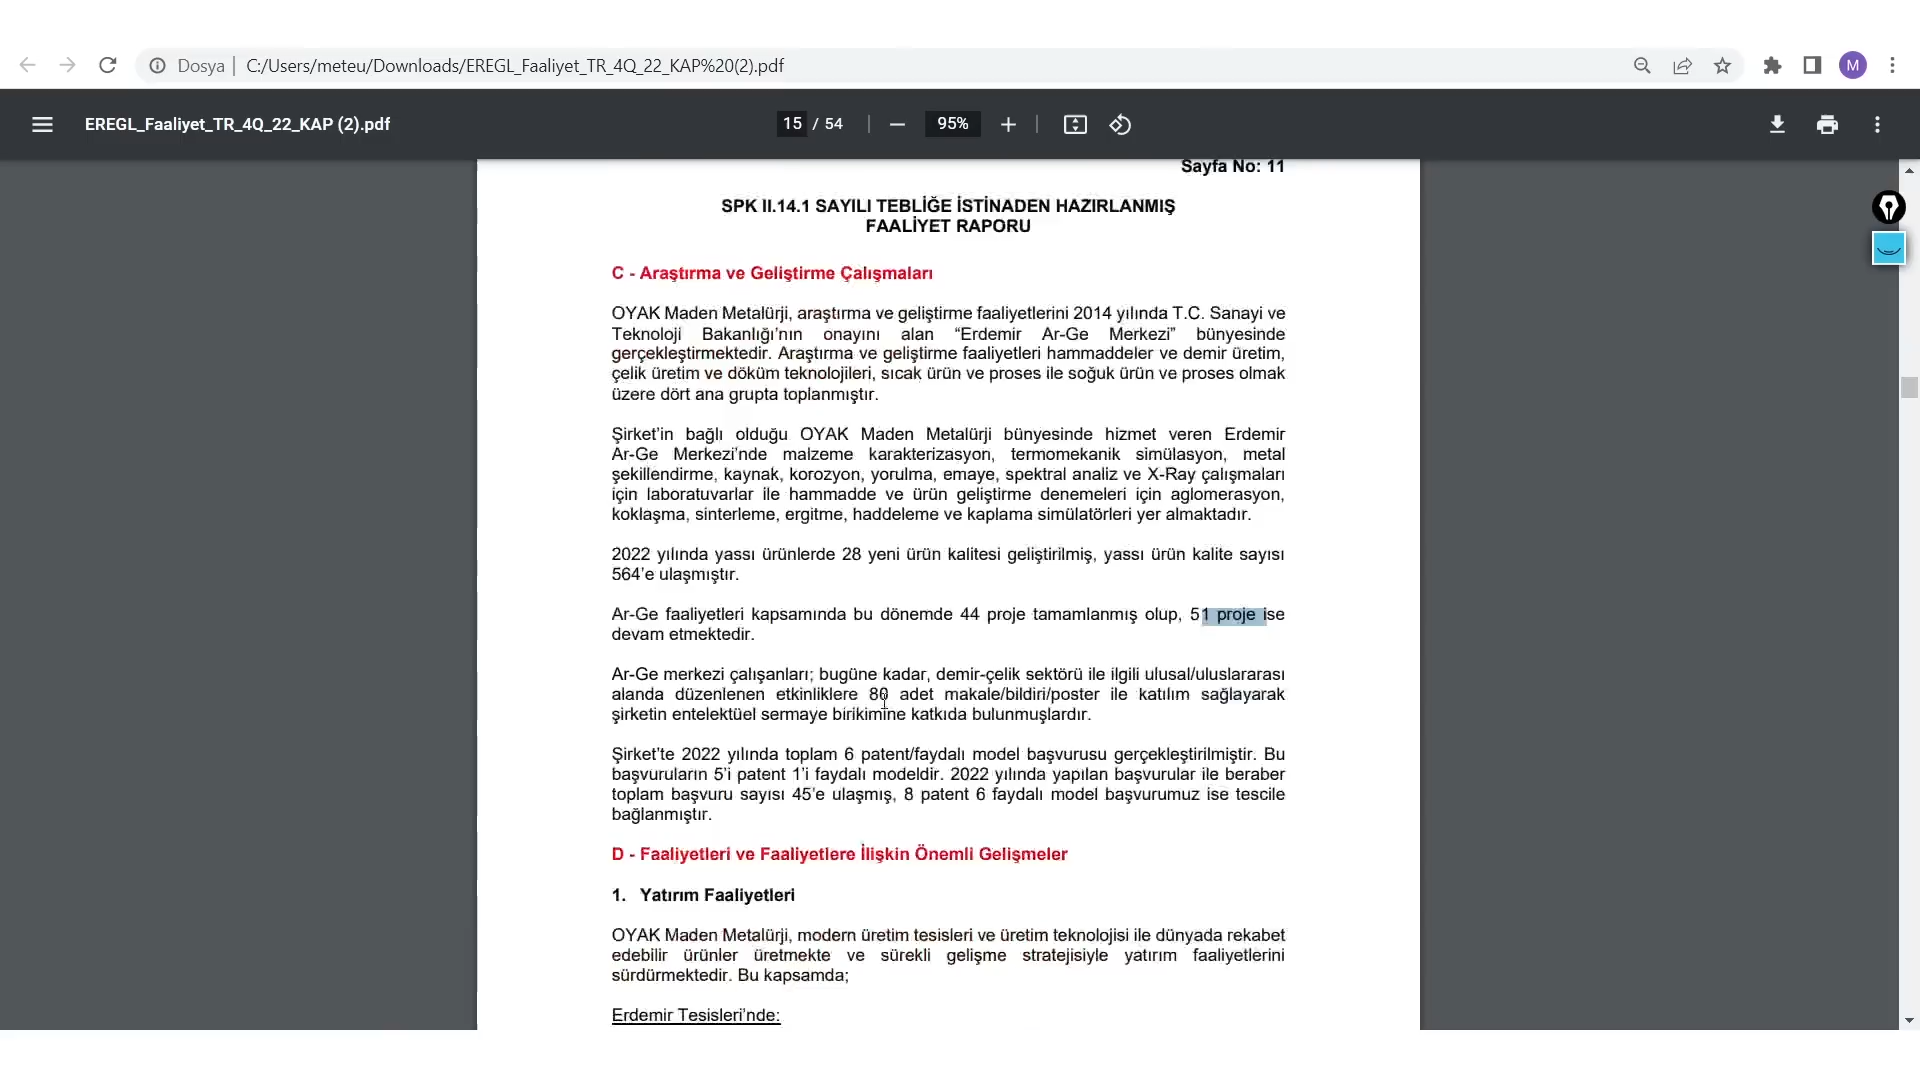 Dosya | C:/Users/meteu/Downloads/EREGL_Faaliyet_TR_4Q_22_KAP%20(2).pdf
M
EREGL_Faaliyet_TR_4Q_22_KAP (2).pdf
15 / 54
95%
Sayfa No: 11
SPK II.14.1 SAYILI TEBLİĞE İSTİNADEN HAZIRLANMIŞ
FAALİYET RAPORU
C - Araştırma ve Geliştirme Çalışmaları
OYAK Maden Metalürji, araştırma ve geliştirme faaliyetlerini 2014 yılında T.C. Sanayi ve
Teknoloji Bakanlığı’nın onayını alan “Erdemir Ar-Ge Merkezi” bünyesinde
gerçekleştirmektedir. Araştırma ve geliştirme faaliyetleri hammaddeler ve demir üretim,
çelik üretim ve döküm teknolojileri, sıcak ürün ve proses ile soğuk ürün ve proses olmak
üzere dört ana grupta toplanmıştır.
Şirket’in bağlı olduğu OYAK Maden Metalürji bünyesinde hizmet veren Erdemir
Ar-Ge Merkezi’nde malzeme karakterizasyon, termomekanik simülasyon, metal
şekillendirme, kaynak, korozyon, yorulma, emaye, spektral analiz ve X-Ray çalışmaları
için laboratuvarlar ile hammadde ve ürün geliştirme denemeleri için aglomerasyon,
koklaşma, sinterleme, ergitme, haddeleme ve kaplama simülatörleri yer almaktadır.
2022 yılında yassı ürünlerde 28 yeni ürün kalitesi geliştirilmiş, yassı ürün kalite sayısı
564’e ulaşmıştır.
Ar-Ge faaliyetleri kapsamında bu dönemde 44 proje tamamlanmış olup, 51 proje ise
devam etmektedir.
Ar-Ge merkezi çalışanları; bugüne kadar, demir-çelik sektörü ile ilgili ulusal/uluslararası
alanda düzenlenen etkinliklere 80 adet makale/bildiri/poster ile katılım sağlayarak
şirketin entelektüel sermaye birikimine katkıda bulunmuşlardır.
Şirket’te 2022 yılında toplam 6 patent/faydalı model başvurusu gerçekleştirilmiştir. Bu
başvuruların 5’i patent 1’i faydalı modeldir. 2022 yılında yapılan başvurular ile beraber
toplam başvuru sayısı 45’e ulaşmış, 8 patent 6 faydalı model başvurumuz ise tescile
bağlanmıştır.
D - Faaliyetleri ve Faaliyetlere İlişkin Önemli Gelişmeler
1. Yatırım Faaliyetleri
OYAK Maden Metalürji, modern üretim tesisleri ve üretim teknolojisi ile dünyada rekabet
edebilir ürünler üretmekte ve sürekli gelişme stratejisiyle yatırım faaliyetlerini
sürdürmektedir. Bu kapsamda;
Erdemir Tesisleri’nde: